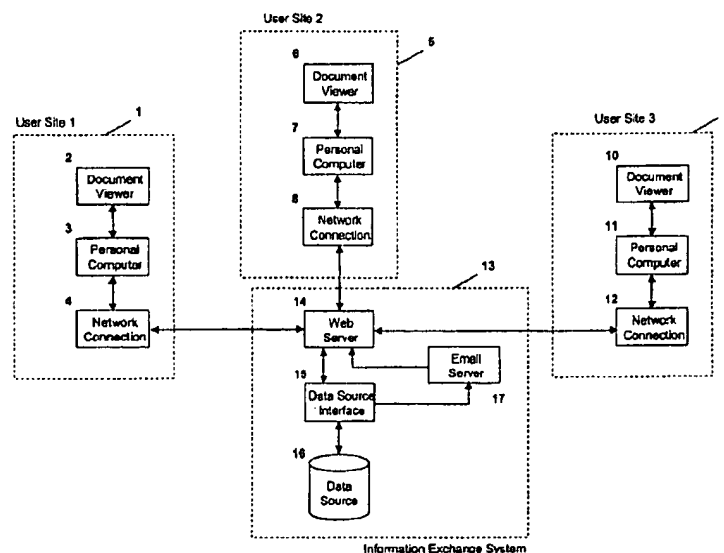 User Site 2
5
6
Document
Viewer
7
Personal
Computer
8
Network
Connection
User Site 1
1
2
Document
Viewer
3
Personal
Computer
4
Network
Connection
User Site 3
10
Document
Viewer
11
Personal
Computer
12
Network
Connection
13
14
Web
Server
Email
Server
17
15
Data Source
Interface
16
Data
Source
Information Exchange System